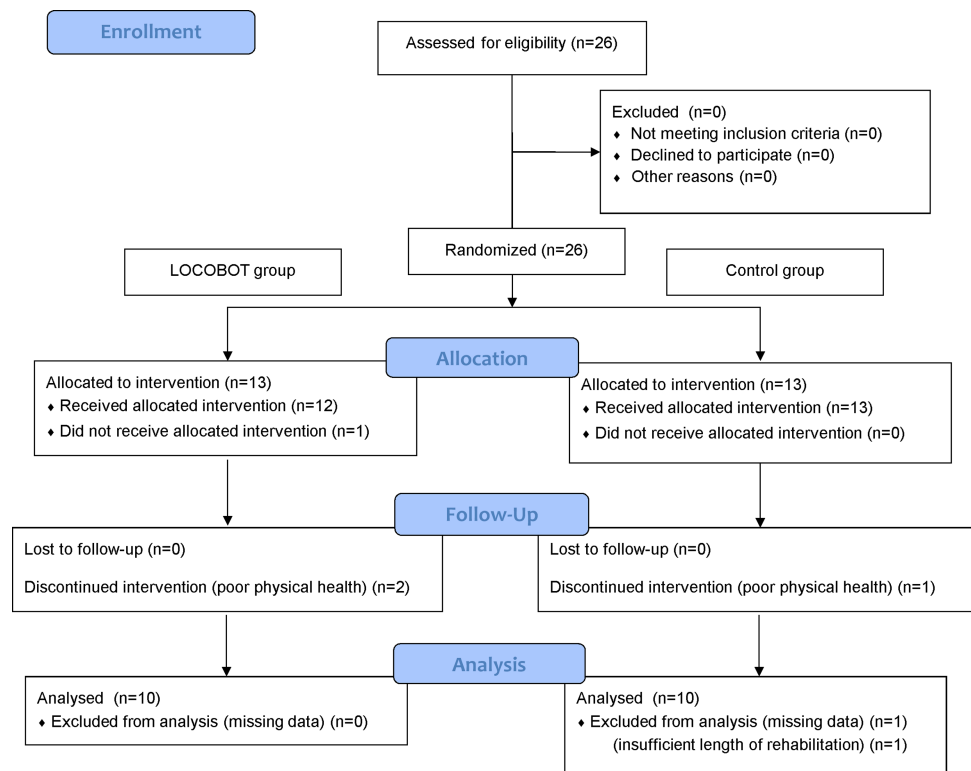 Enrollment
Assessed for eligibility (n=26)
Excluded (n=0)
♦ Not meeting inclusion criteria (n=0)
♦ Declined to participate (n=0)
♦ Other reasons (n=0)
Randomized (n=26)
LOCOBOT group
Control group
Allocation
Allocated to intervention (n=13)
♦ Received allocated intervention (n=12)
♦ Did not receive allocated intervention (n=1)
Allocated to intervention (n=13)
♦ Received allocated intervention (n=13)
♦ Did not receive allocated intervention (n=0)
Follow-Up
Lost to follow-up (n=0)
Discontinued intervention (poor physical health) (n=2)
Lost to follow-up (n=0)
Discontinued intervention (poor physical health) (n=1)
Analysis
Analysed (n=10)
♦ Excluded from analysis (missing data) (n=0)
Analysed (n=10)
♦ Excluded from analysis (missing data) (n=1)
(insufficient length of rehabilitation) (n=1)